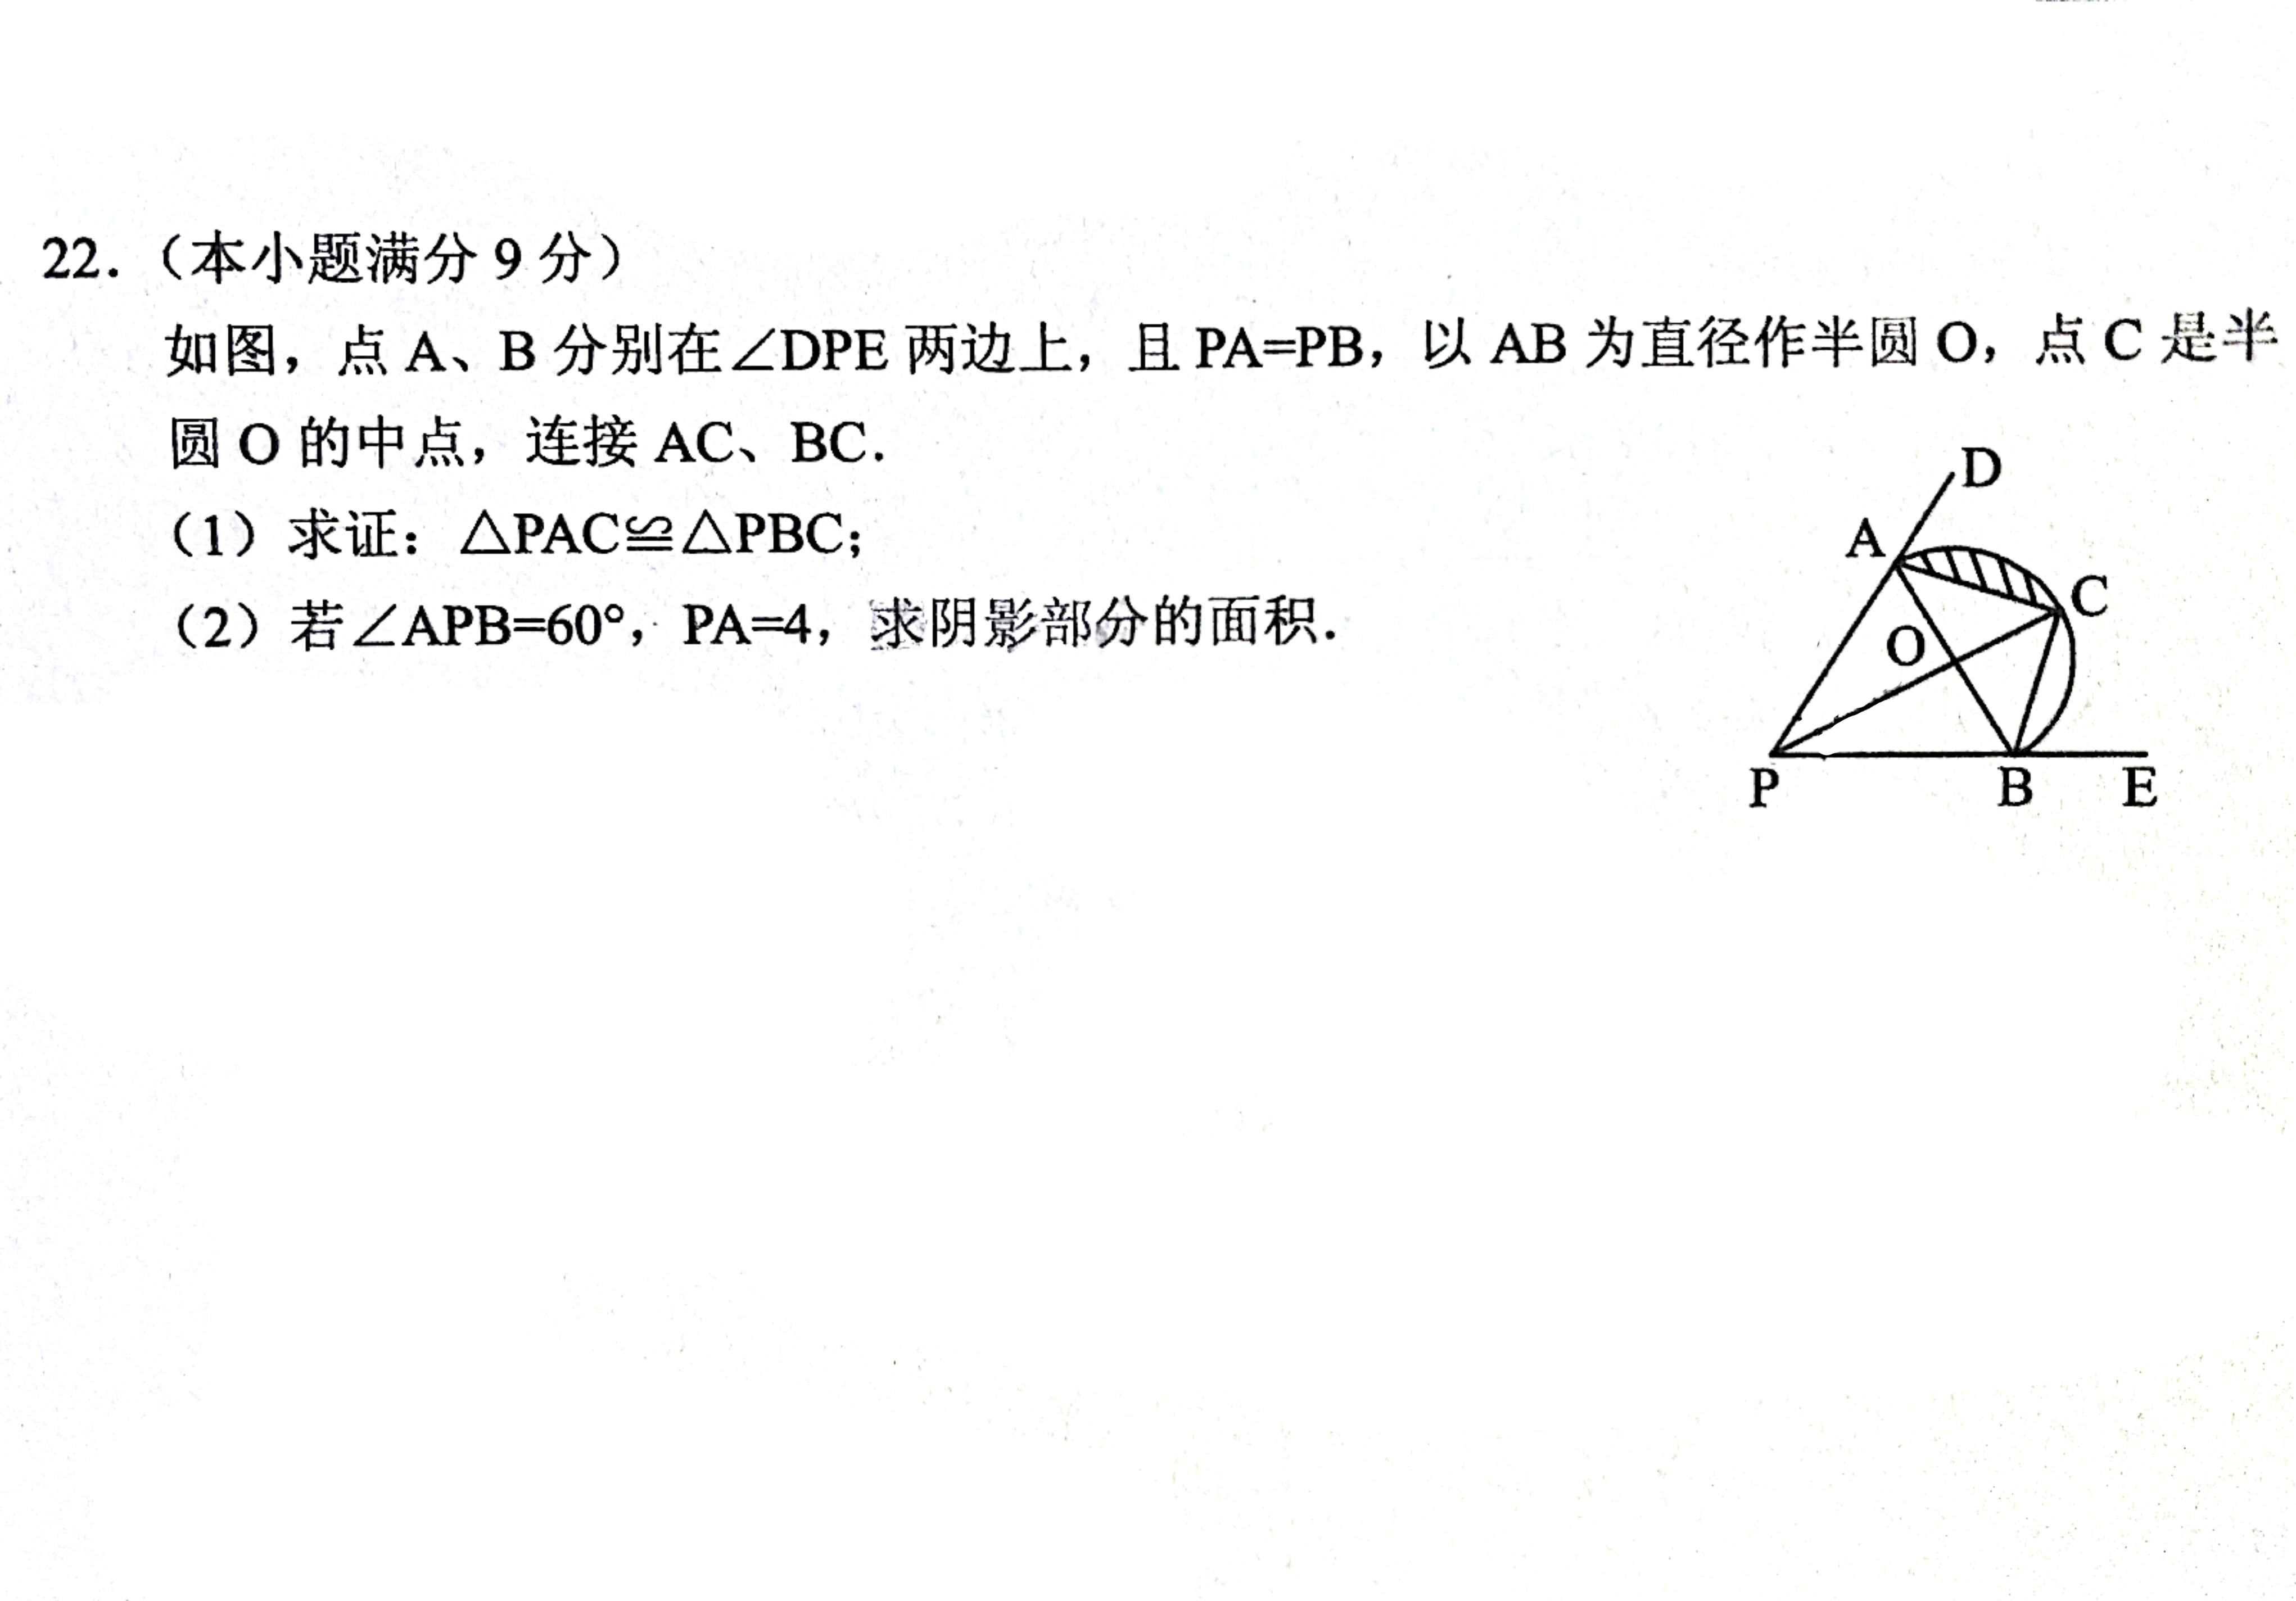 22.（本小题满分 9 分）
如图，点 A、B 分别在∠DPE 两边上，且 PA=PB，以 AB 为直径作半圆 O，点 C 是半
圆 O 的中点，连接 AC、BC.
（1）求证：△PAC≌△PBC；
（2）若∠APB=60°，PA=4，求阴影部分的面积.
D
A
C
O
P
B
E